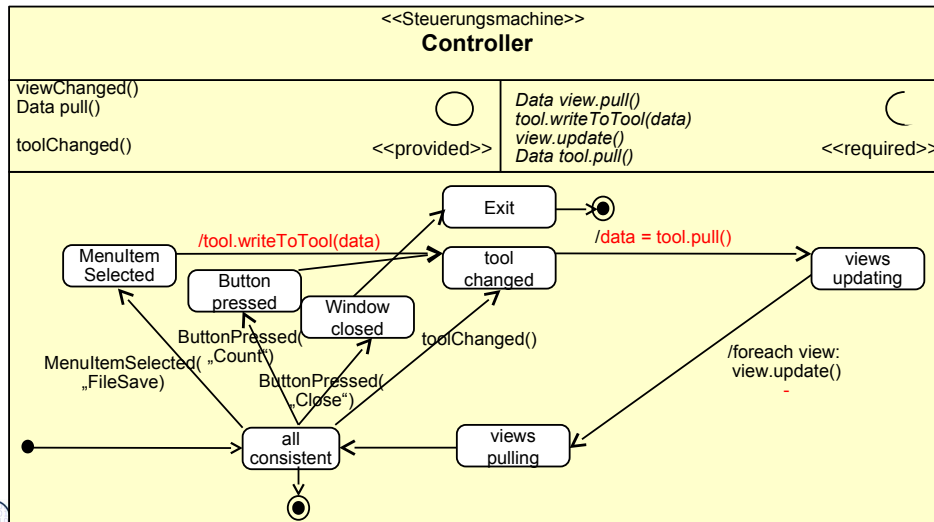 <<Steuerungsmachine>>
Controller
viewChanged()
Data pull()
toolChanged()
<<provided>>
Data view.pull()
tool.writeToTool(data)
view.update()
Data tool.pull()
<<required>>
Exit
/tool.writeToTool(data)
/data = tool.pull()
MenuItem
Selected
Button
pressed
tool
changed
views
updating
Window
closed
ButtonPressed(
„Count“)
toolChanged()
MenuItemSelected(
„FileSave)
ButtonPressed(
„Close“)
/foreach view:
view.update()
-
all
consistent
views
pulling